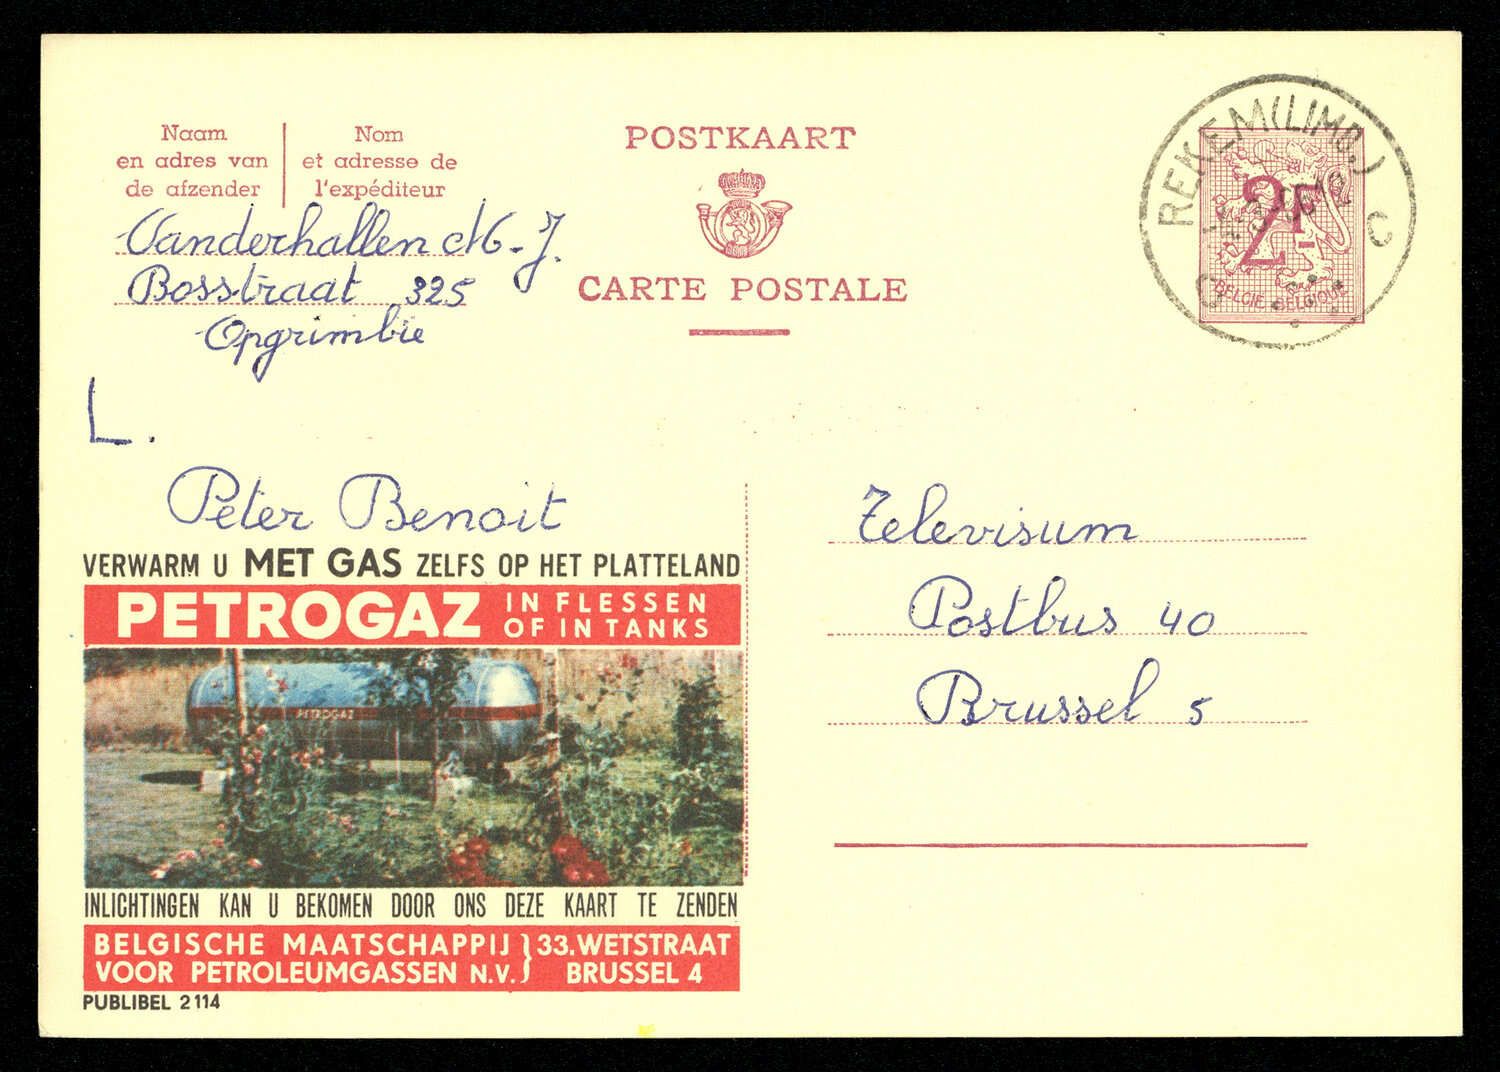 Naam
en adres van
de afzender
Nom
et adresse de
l'expéditeur
Vanderhallen M-J.
Bosstraat 325
Opgrimbie
POSTKAART
CARTE POSTALE
REKEM (LIMB.)
2F
BELGIE-BELGIQUE
L.
Peter Benoit
VERWARM U MET GAS ZELFS OP HET PLATTELAND
PETROGAZ IN FLESSEN
OF IN TANKS
PETROGAZ
INLICHTINGEN KAN U BEKOMEN DOOR ONS DEZE KAART TE ZENDEN
BELGISCHE MAATSCHAPPIJ } 33.WETSTRAAT
VOOR PETROLEUMGASSEN N.V. } BRUSSEL 4
PUBLIBEL 2114
Televisum
Postbus 40
Brussel 5